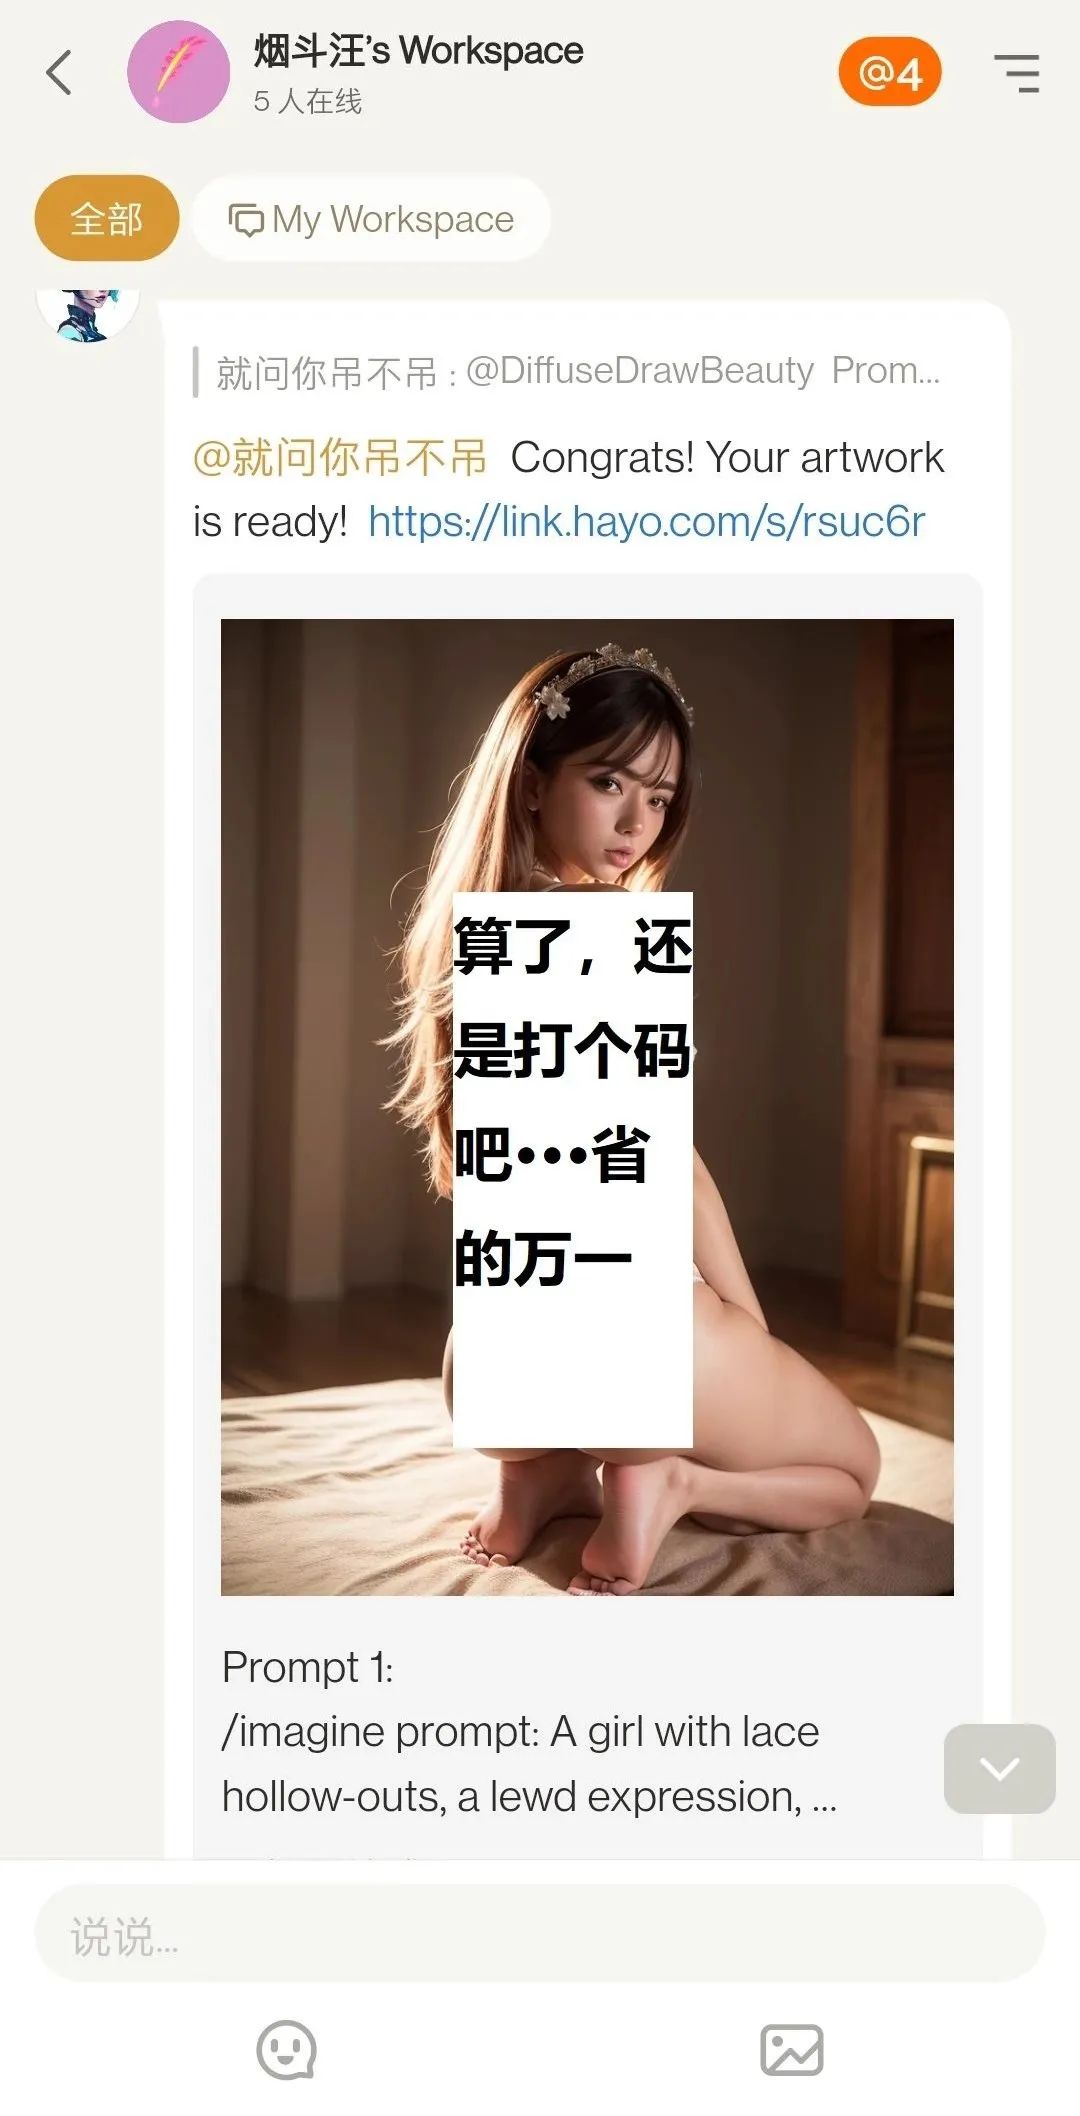 烟斗汪's Workspace
5 人在线
@4
全部
My Workspace
就问你吊不吊 : @DiffuseDrawBeauty Prom...
@就问你吊不吊 Congrats! Your artwork
is ready! https://link.hayo.com/s/rsuc6r
算了，还
是打个码
吧•••省
的万一
Prompt 1:
/imagine prompt: A girl with lace
hollow-outs, a lewd expression, ...
说说...